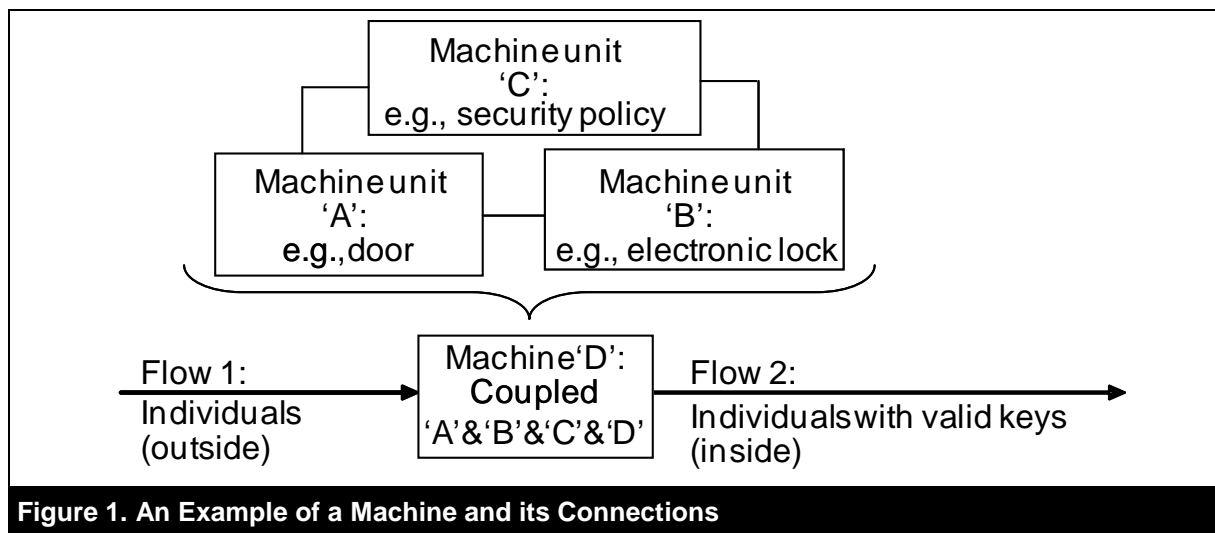 Machine unit
‘C’:
e.g., security policy
Machine unit
‘A’:
e.g., door
Machine unit
‘B’:
e.g., electronic lock
Flow 1:
Individuals
(outside)
Machine ‘D’:
Coupled
‘A’&‘B’&‘C’&‘D’
Flow 2:
Individuals with valid keys
(inside)
Figure 1. An Example of a Machine and its Connections